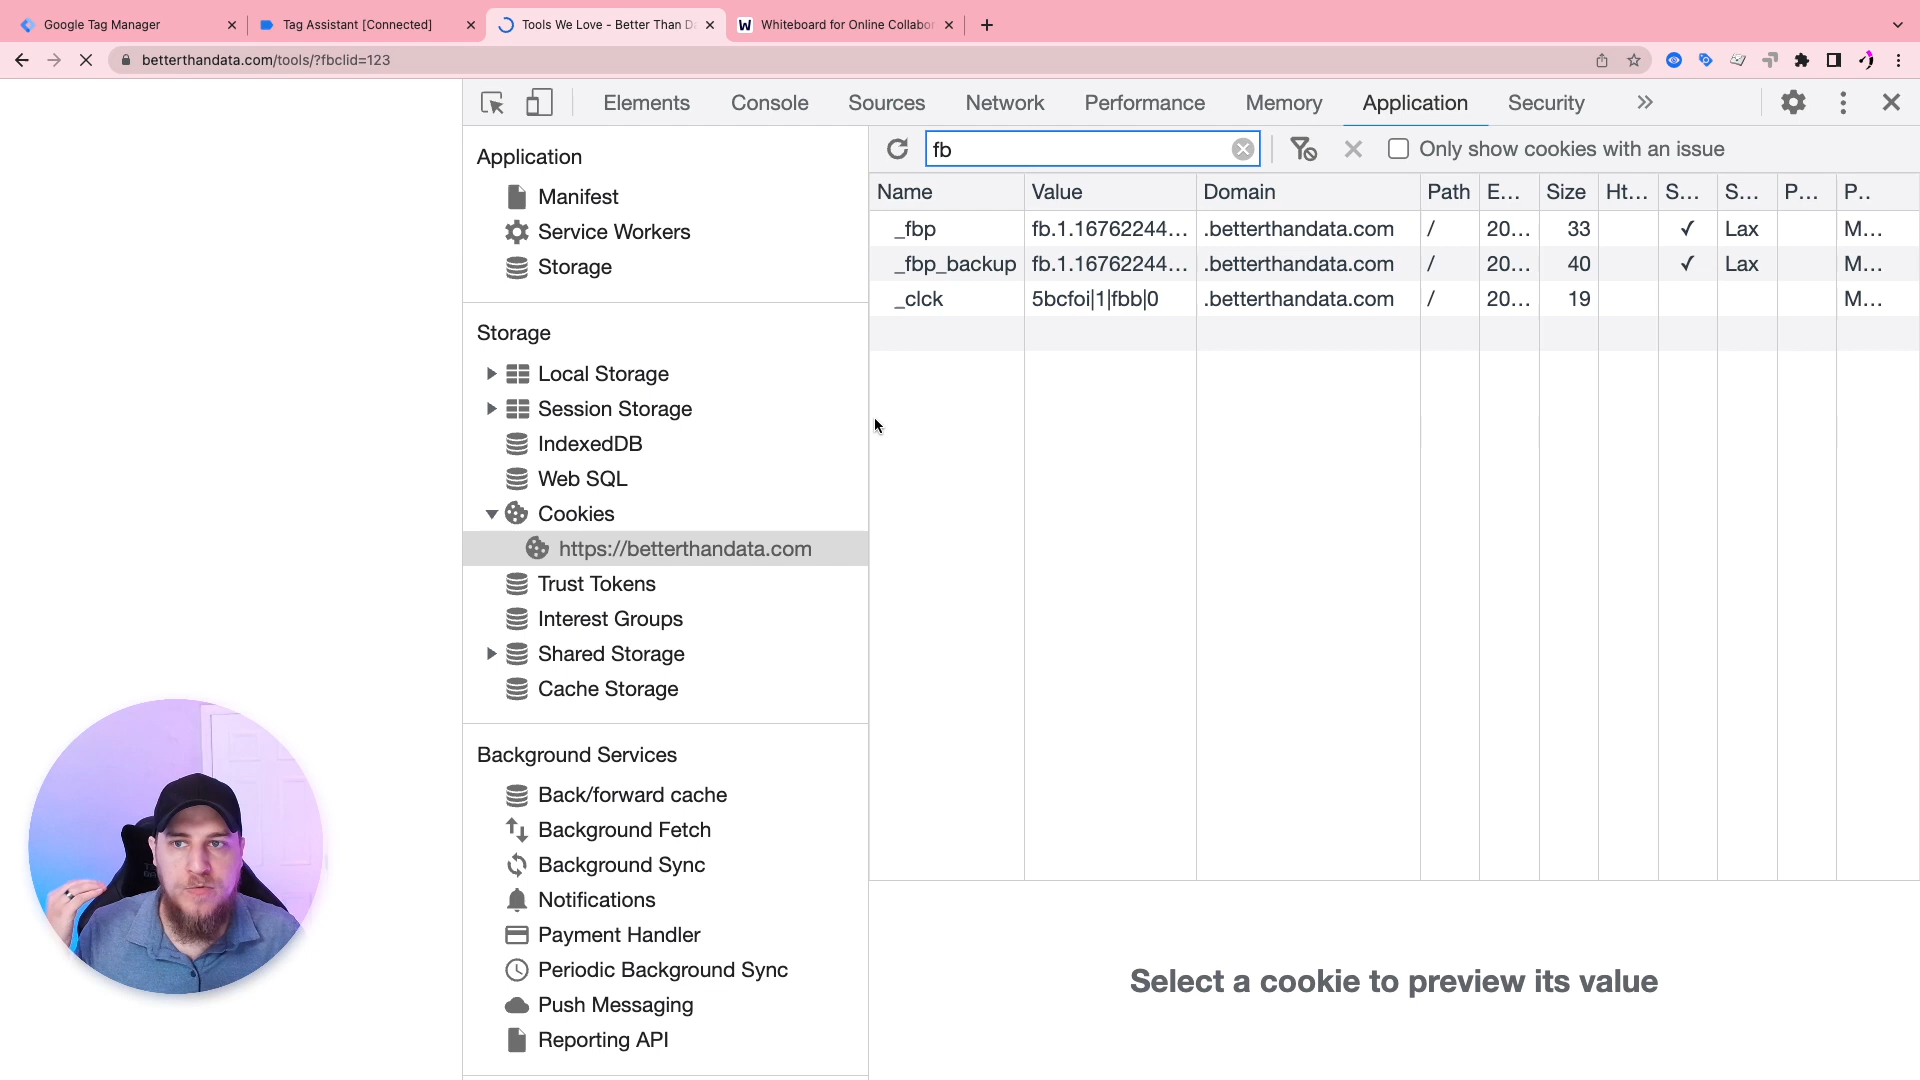 Google Tag Manager
Tag Assistant [Connected]
Tools We Love - Better Than Da
Whiteboard for Online Collabor
betterthandata.com/tools/?fbclid=123
Elements Console Sources Network Performance Memory Application Security
Application
Manifest
Service Workers
Storage
Storage
Local Storage
Session Storage
IndexedDB
Web SQL
Cookies
https://betterthandata.com
Trust Tokens
Interest Groups
Shared Storage
Cache Storage
Background Services
Back/forward cache
Background Fetch
Background Sync
Notifications
Payment Handler
Periodic Background Sync
Push Messaging
Reporting API
fb
Only show cookies with an issue
Name Value Domain Path E... Size Ht... S... S... P... P..
_fbp fb.1.16762244... .betterthandata.com / 20... 33 ✓ Lax M...
_fbp_backup fb.1.16762244... .betterthandata.com / 20... 40 ✓ Lax M...
_clck 5bcfoi|1|fbb|0 .betterthandata.com / 20... 19 M...
Select a cookie to preview its value